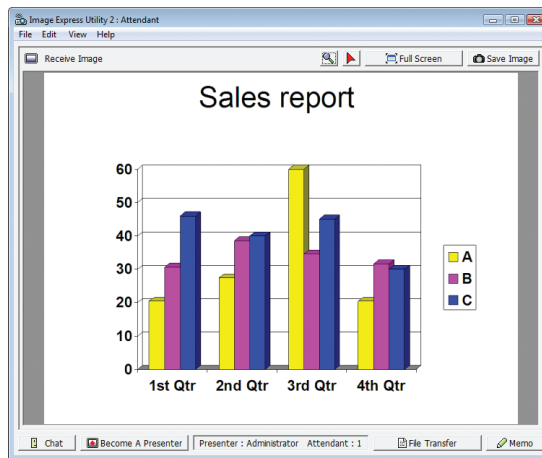 Image Express Utility 2 : Attendant
File Edit View Help
Receive Image Full Screen Save Image
Sales report
60
50
40
30
20
10
0
A
B
C
1st Qtr 2nd Qtr 3rd Qtr 4th Qtr
Chat Become A Presenter Presenter : Administrator Attendant : 1 File Transfer Memo